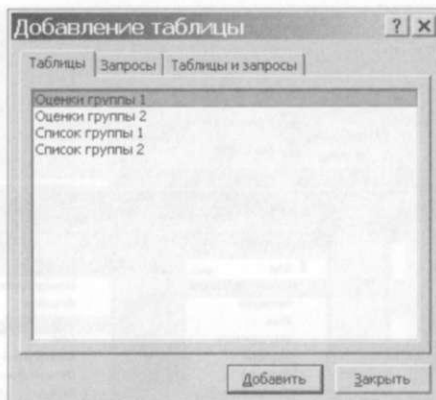 Добавление таблицы
Таблицы Запросы Таблицы и запросы
Оценки группы 1
Оценки группы 2
Список группы 1
Список группы 2
Добавить Закрыть